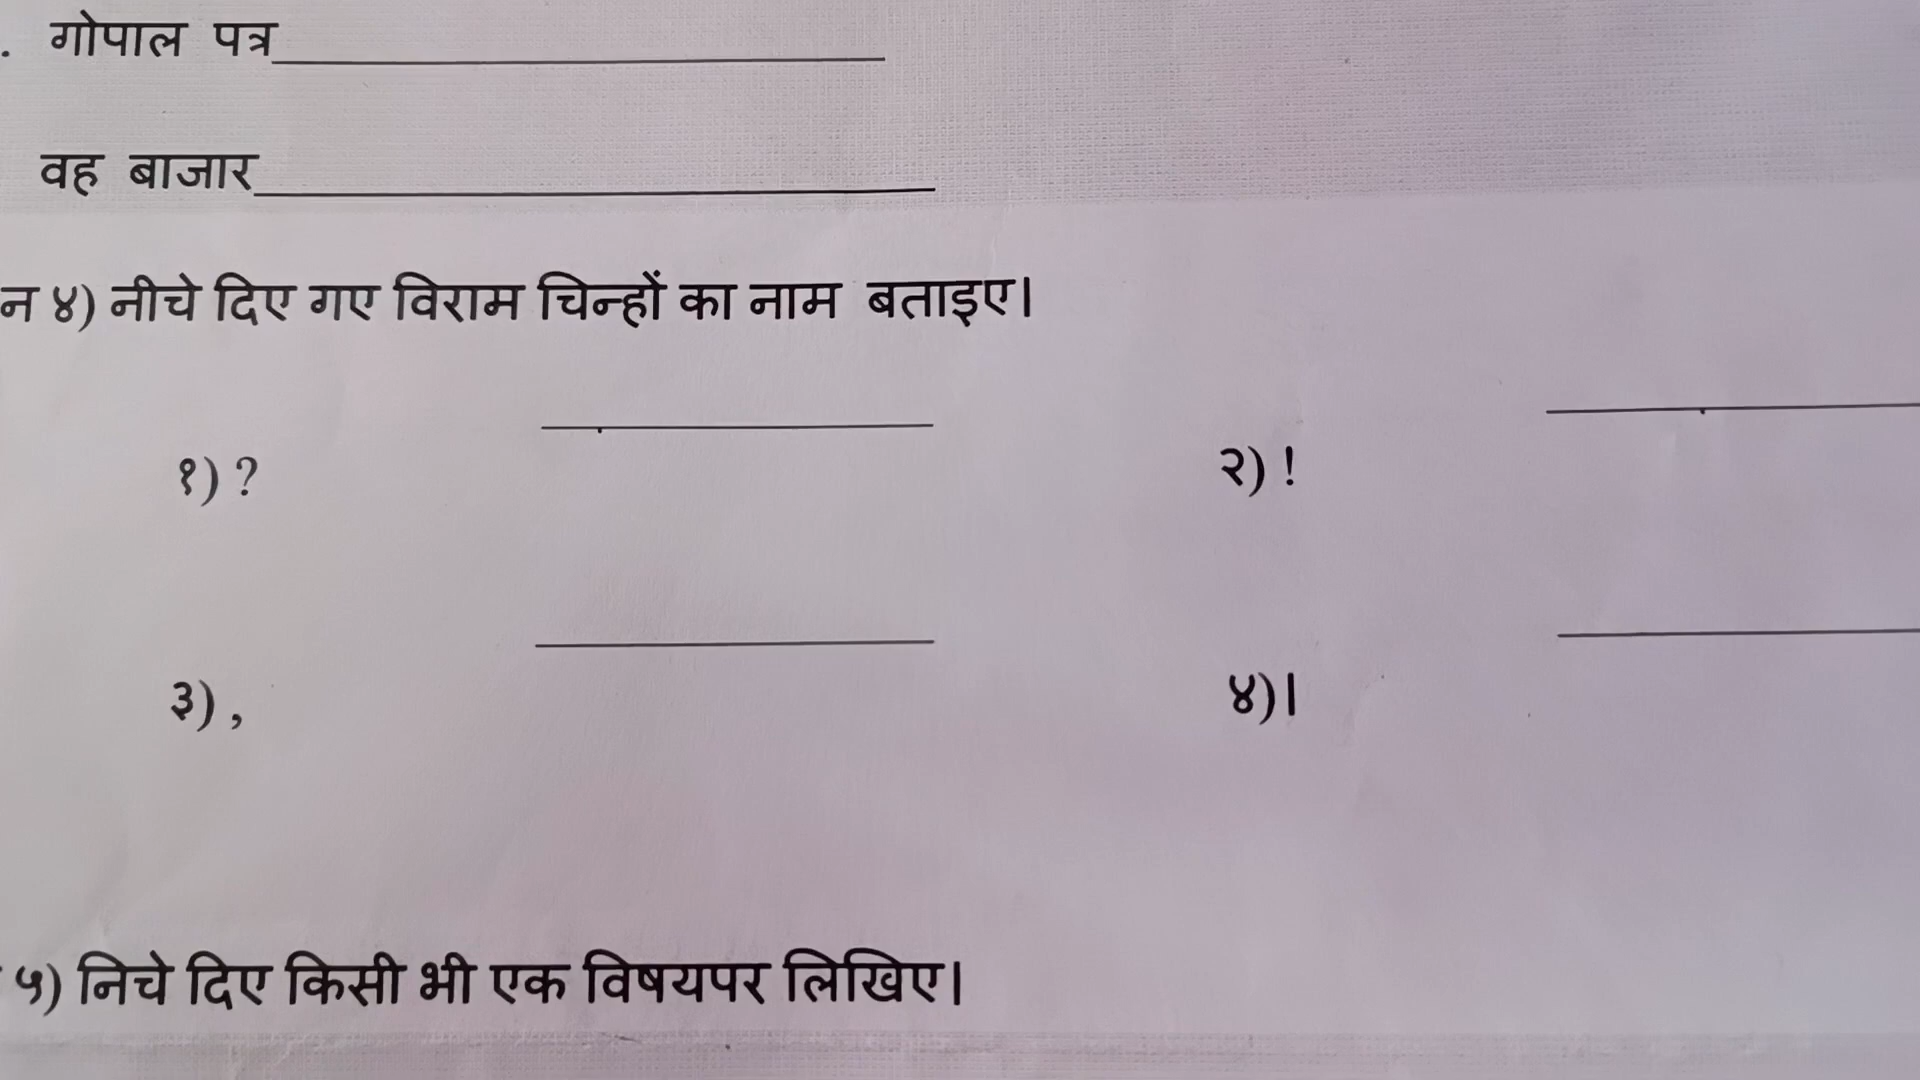 . गोपाल पत्र
वह बाजार
न ४) नीचे दिए गए विराम चिन्हों का नाम बताइए।
१) ? २) !
३) , ४)।
५) निचे दिए किसी भी एक विषयपर लिखिए।